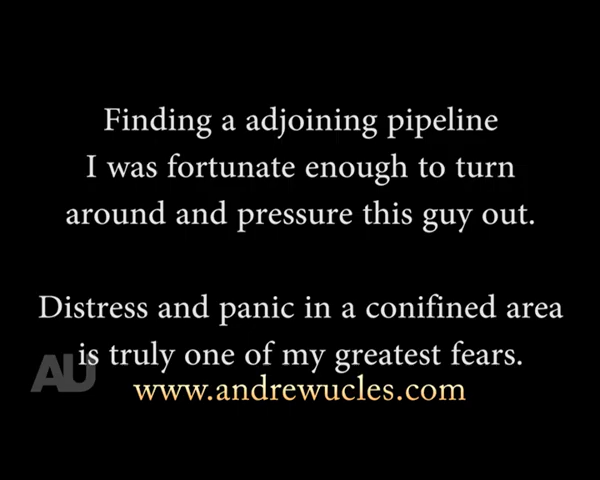 Finding a adjoining pipeline
I was fortunate enough to turn
around and pressure this guy out.
Distress and panic in a conifined area
is truly one of my greatest fears.
AU
www.andrewucles.com